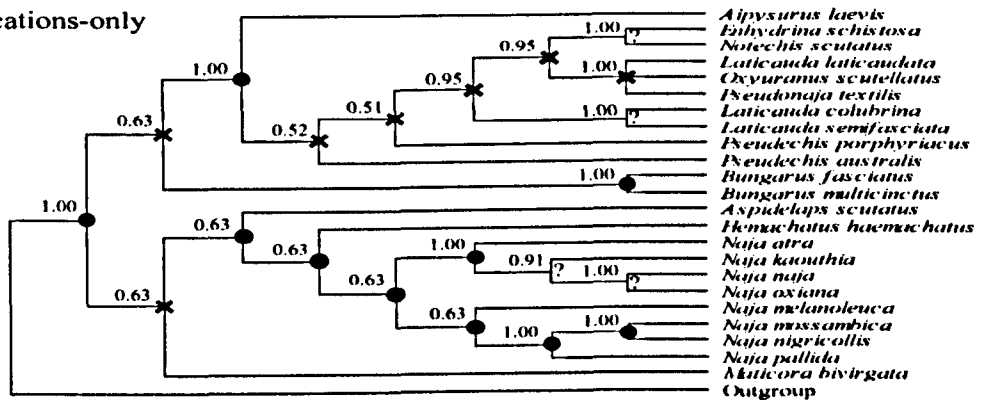 cations-only
Aipysurus laevis
1.00
Enhydrina schistosa
?
Notechis scutatus
0.95
Laticauda laticaudata
1.00
Oxyuranus scutellatus
0.95
Pseudonaja textilis
1.00
0.51
Laticauda colubrina
1.00
?
Laticauda semifasciata
0.63
0.52
Pseudechis porphyriacus
Pseudechis australis
Bungarus fasciatus
1.00
Bungarus multicinctus
1.00
Aspidelaps scutatus
0.63
Hemachatus haemachatus
0.63
Naja atra
1.00
Naja kaouthia
0.91
?
Naja naja
1.00
?
0.63
Naja oxiana
0.63
Naja melanoleuca
0.63
Naja mossambica
1.00
1.00
Naja nigricollis
Naja pallida
Maticora bivirgata
Outgroup